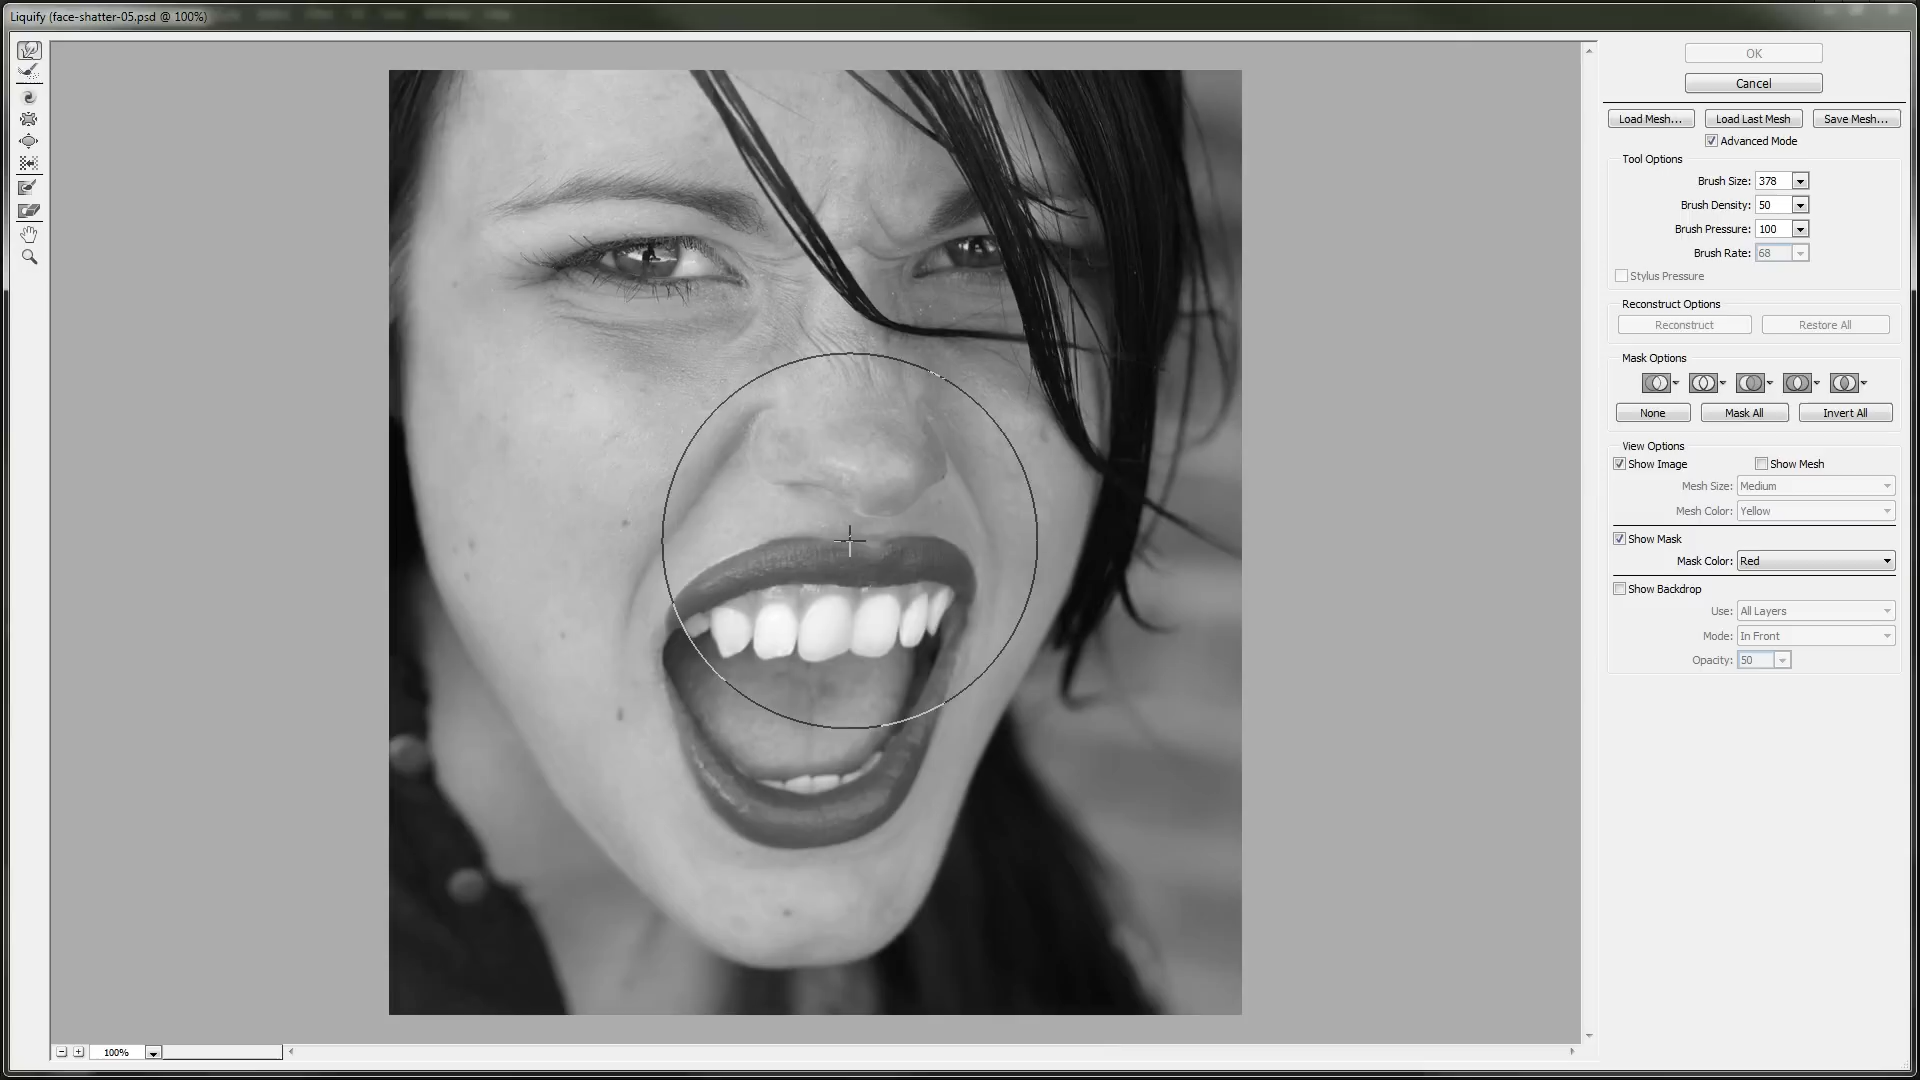 Liquify (face-shatter-05.psd @ 100%)
OK
Cancel
Load Mesh... Load Last Mesh Save Mesh...
Advanced Mode
Tool Options
Brush Size: 378
Brush Density: 50
Brush Pressure: 100
Brush Rate: 68
Stylus Pressure
Reconstruct Options
Reconstruct Restore All
Mask Options
None Mask All Invert All
View Options
Show Image Show Mesh
Mesh Size: Medium
Mesh Color: Yellow
Show Mask
Mask Color: Red
Show Backdrop
Use: All Layers
Mode: In Front
Opacity: 50
100%